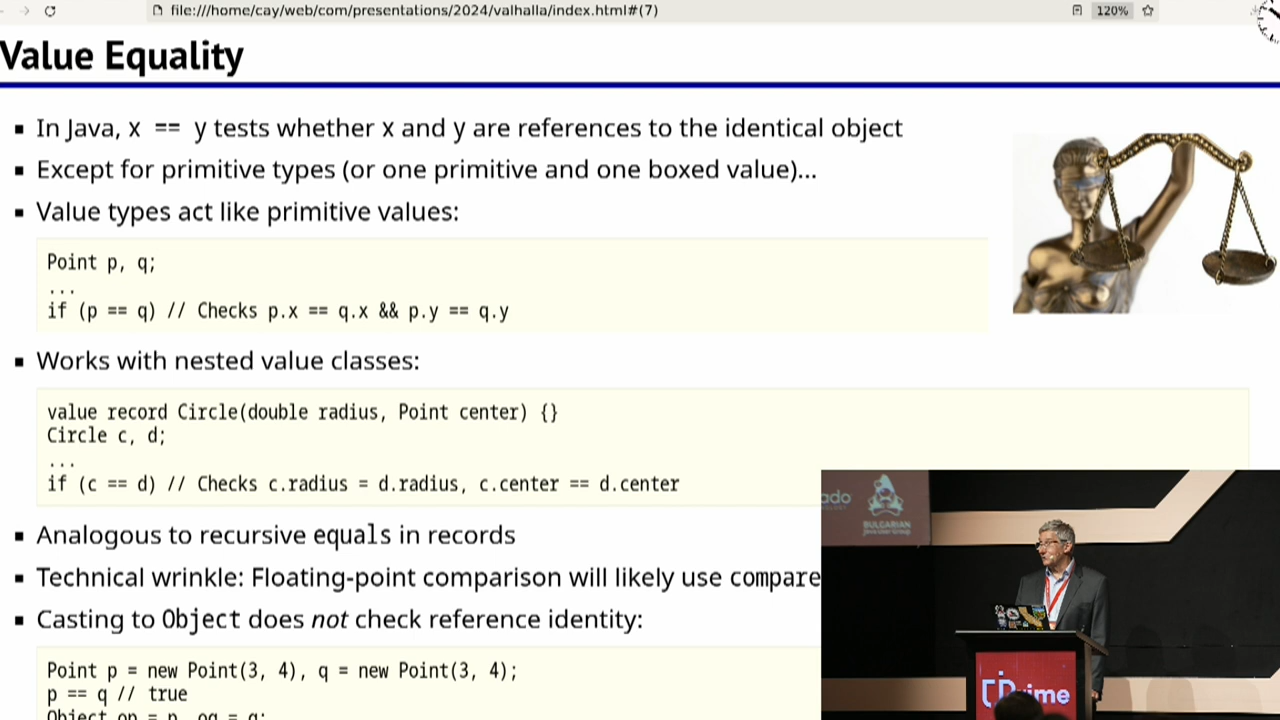 file:///home/cay/web/com/presentations/2024/valhalla/index.html#(7)
120%
Value Equality
In Java, x == y tests whether x and y are references to the identical object
Except for primitive types (or one primitive and one boxed value)...
Value types act like primitive values:
Point p, q;
...
if (p == q) // Checks p.x == q.x && p.y == q.y
Works with nested value classes:
value record Circle(double radius, Point center) {}
Circle c, d;
...
if (c == d) // Checks c.radius = d.radius, c.center == d.center
Analogous to recursive equals in records
Technical wrinkle: Floating-point comparison will likely use compare
Casting to Object does not check reference identity:
Point p = new Point(3, 4), q = new Point(3, 4);
p == q // true
Object op = p, oq = q;
ado
BULGARIAN